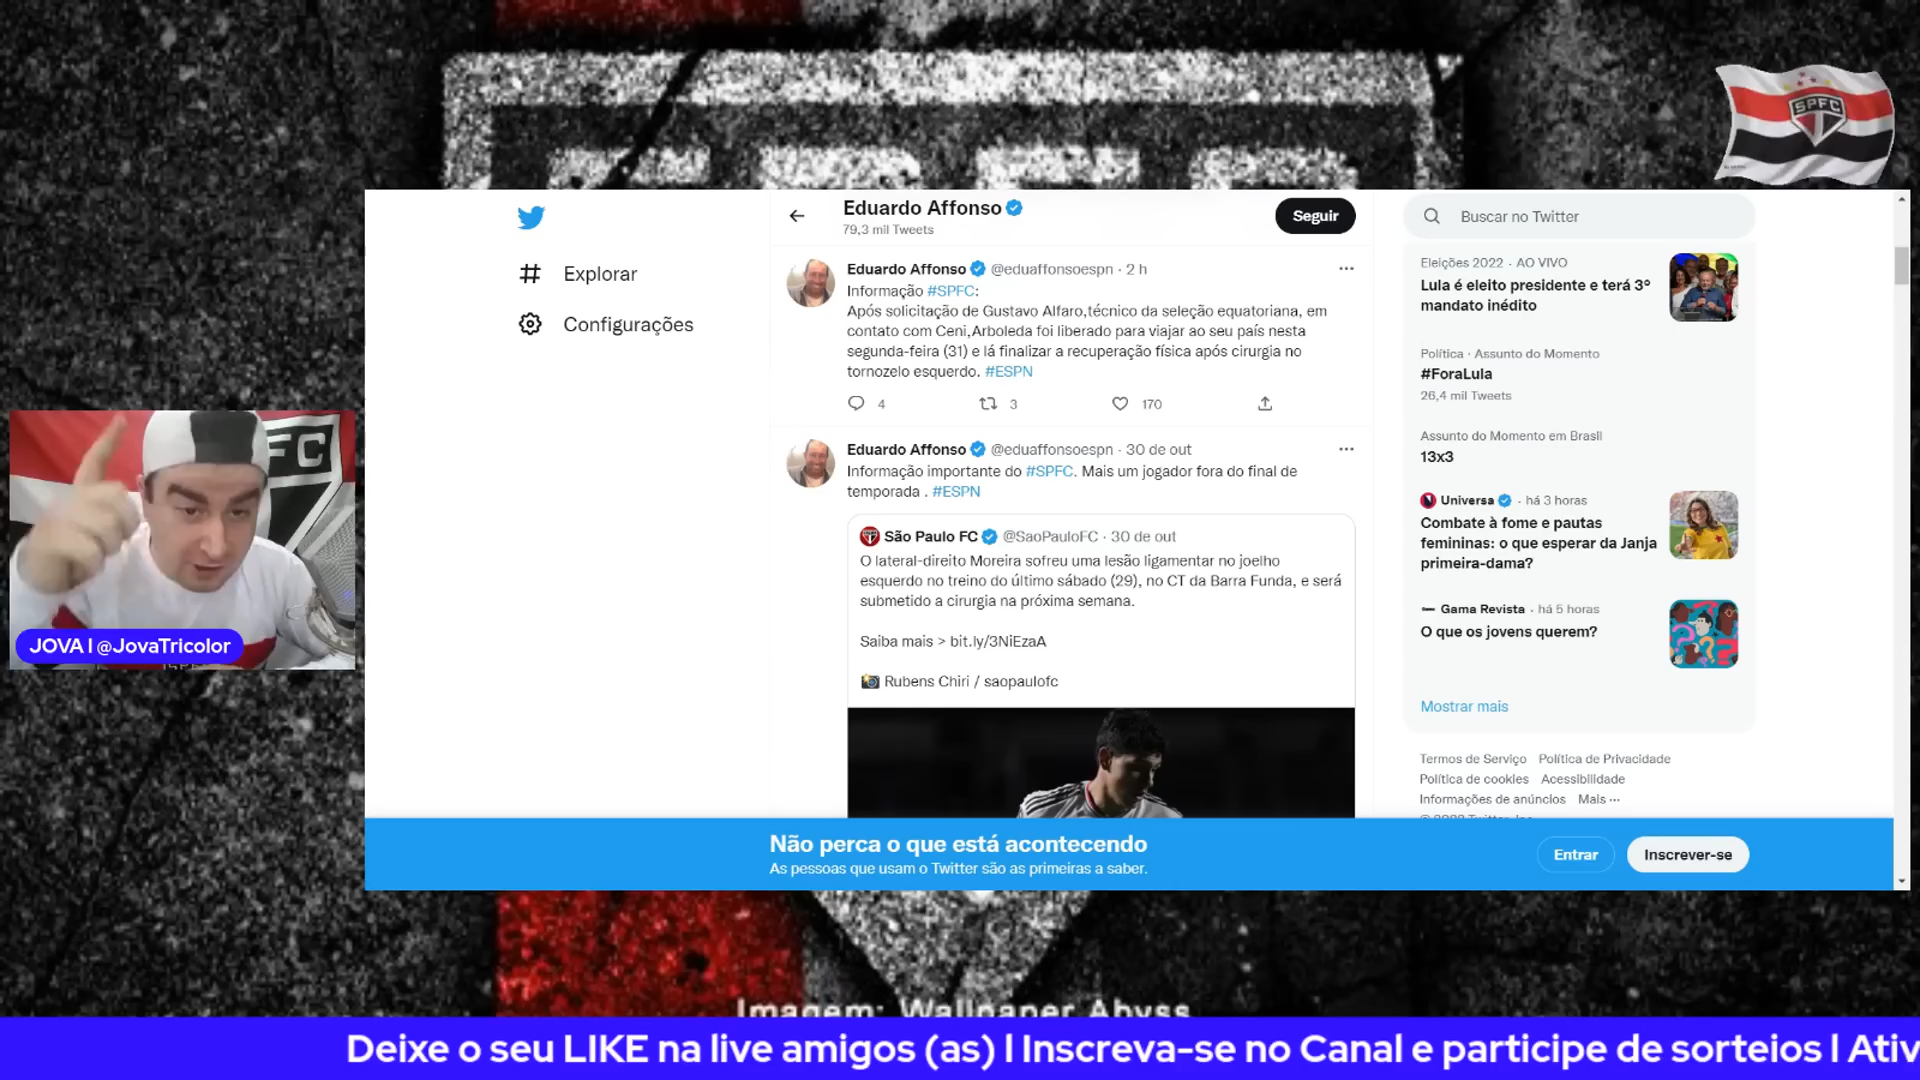 SPFC
Eduardo Affonso
79,3 mil Tweets
Seguir
Buscar no Twitter
Explorar
Configurações
Eduardo Affonso @eduaffonsoespn · 2 h
Informação #SPFC:
Após solicitação de Gustavo Alfaro,técnico da seleção equatoriana, em
contato com Ceni,Arboleda foi liberado para viajar ao seu país nesta
segunda-feira (31) e lá finalizar a recuperação física após cirurgia no
tornozelo esquerdo. #ESPN
4 3 170
Eduardo Affonso @eduaffonsoespn · 30 de out
Informação importante do #SPFC. Mais um jogador fora do final de
temporada . #ESPN
São Paulo FC @SaoPauloFC · 30 de out
O lateral-direito Moreira sofreu uma lesão ligamentar no joelho
esquerdo no treino do último sábado (29), no CT da Barra Funda, e será
submetido a cirurgia na próxima semana.
Saiba mais > bit.ly/3NiEzaA
Rubens Chiri / saopaulofc
Eleições 2022 · AO VIVO
Lula é eleito presidente e terá 3º
mandato inédito
Política · Assunto do Momento
#ForaLula
26,4 mil Tweets
Assunto do Momento em Brasil
13x3
Universa · há 3 horas
Combate à fome e pautas
femininas: o que esperar da Janja
primeira-dama?
Gama Revista · há 5 horas
O que os jovens querem?
Mostrar mais
Termos de Serviço Política de Privacidade
Política de cookies Acessibilidade
Informações de anúncios Mais ···
Não perca o que está acontecendo
As pessoas que usam o Twitter são as primeiras a saber.
Entrar
Inscrever-se
FC
JOVA l @JovaTricolor
Imagem: Wallpaper Abyss
Deixe o seu LIKE na live amigos (as) l Inscreva-se no Canal e participe de sorteios l Ativ